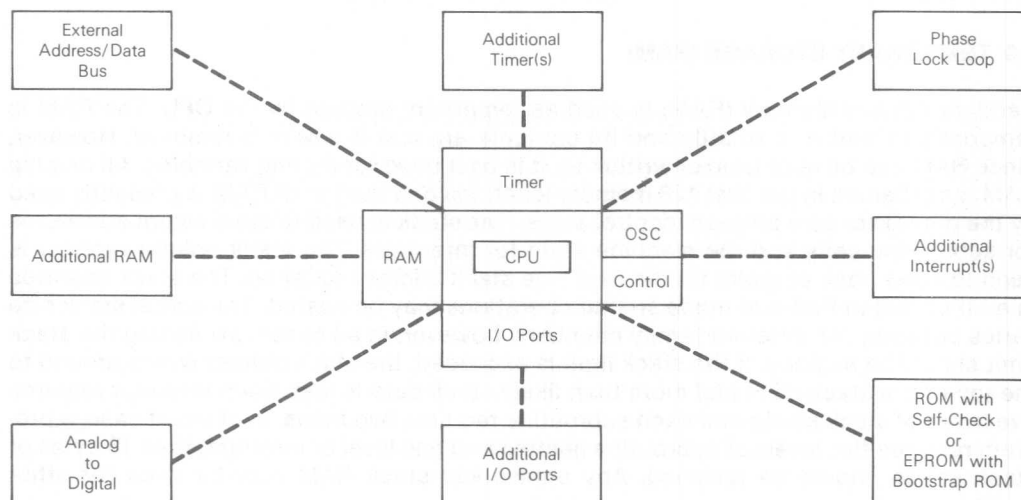 External
Address/Data
Bus
Additional
Timer(s)
Phase
Lock Loop
Timer
Additional RAM
RAM
CPU
OSC
Control
Additional
Interrupt(s)
I/O Ports
Analog
to
Digital
Additional
I/O Ports
ROM with
Self-Check
or
EPROM with
Bootstrap ROM